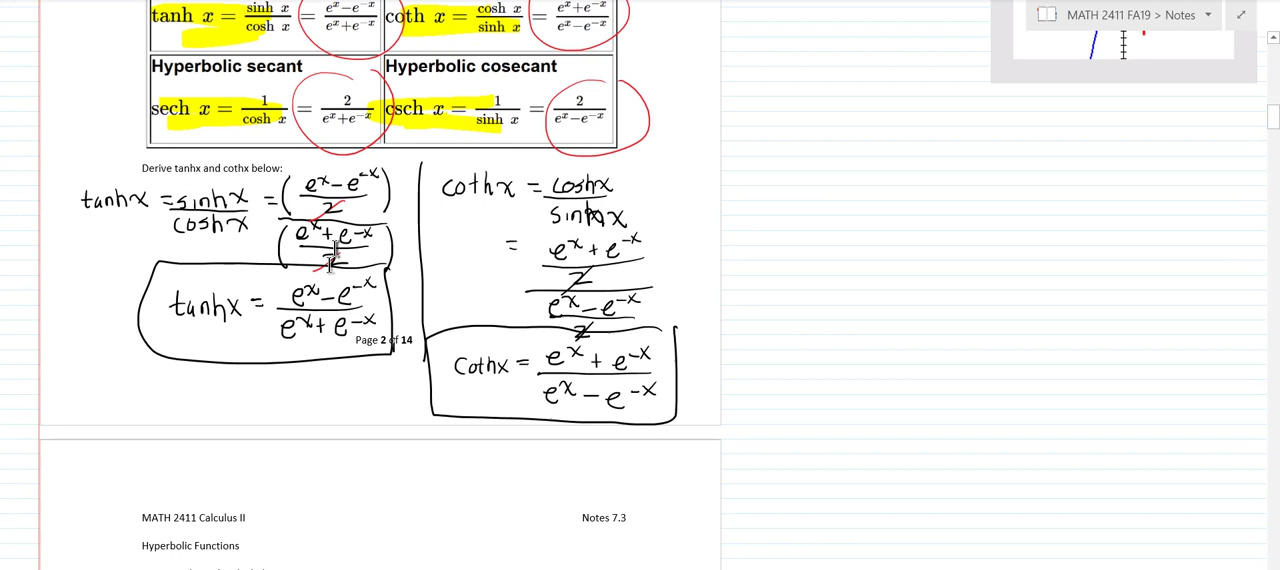 MATH 2411 FA19 > Notes
tanh x = sinh x / cosh x = e^x−e^−x / e^x+e^−x
coth x = cosh x / sinh x = e^x+e^−x / e^x−e^−x
Hyperbolic secant
Hyperbolic cosecant
sech x = 1 / cosh x = 2 / e^x+e^−x
csch x = 1 / sinh x = 2 / e^x−e^−x
Derive tanhx and cothx below:
tanhx = sinhx / coshx = (e^x − e^−x / 2) / (e^x + e^−x / 2)
tanhx = e^x − e^−x / e^x + e^−x
Page 2 of 14
cothx = coshx / sinhx
= (e^x + e^−x / 2) / (e^x − e^−x / 2)
cothx = e^x + e^−x / e^x − e^−x
MATH 2411 Calculus II
Notes 7.3
Hyperbolic Functions